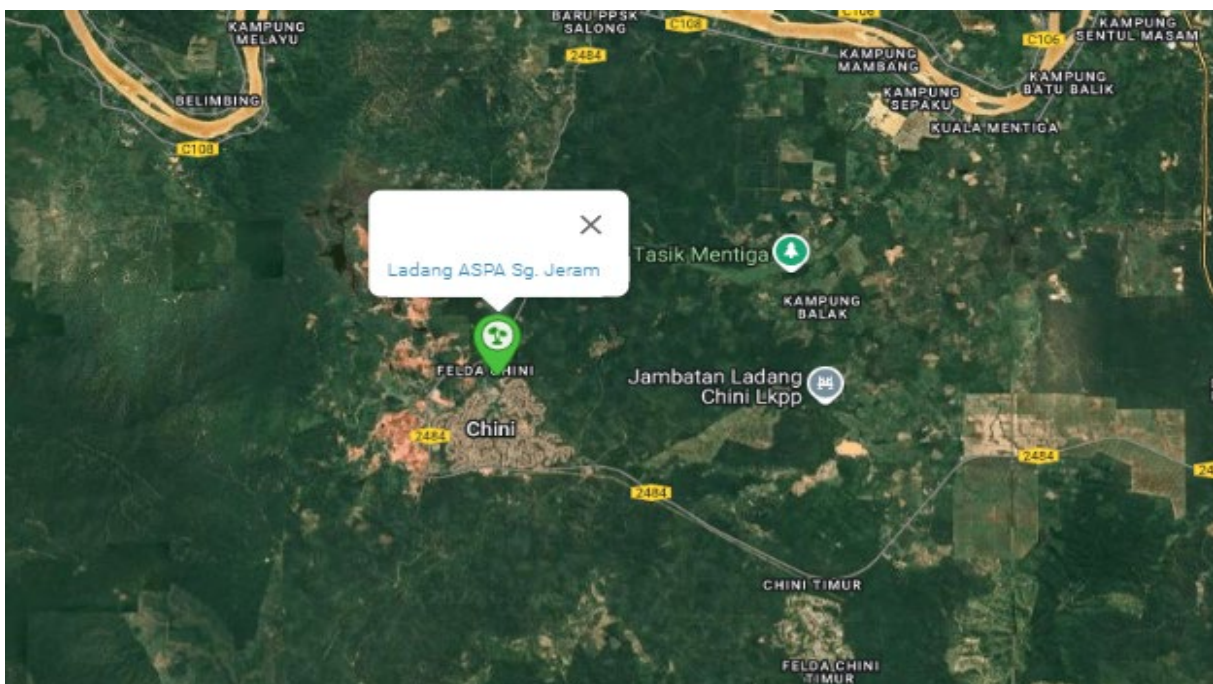 BARU PPSK
SALONG
C108
C106
KAMPUNG
MELAYU
KAMPUNG
SENTUL MASAM
C106
2484
KAMPUNG
MAMBANG
KAMPUNG
BATU BALIK
BELIMBING
KAMPUNG
SEPAKU
KUALA MENTIGA
C108
Ladang ASPA Sg. Jeram
Tasik Mentiga
KAMPUNG
BALAK
FELDA CHINI
Jambatan Ladang
Chini Lkpp
2484
Chini
2484
24
2484
CHINI TIMUR
FELDA CHINI
TIMUR